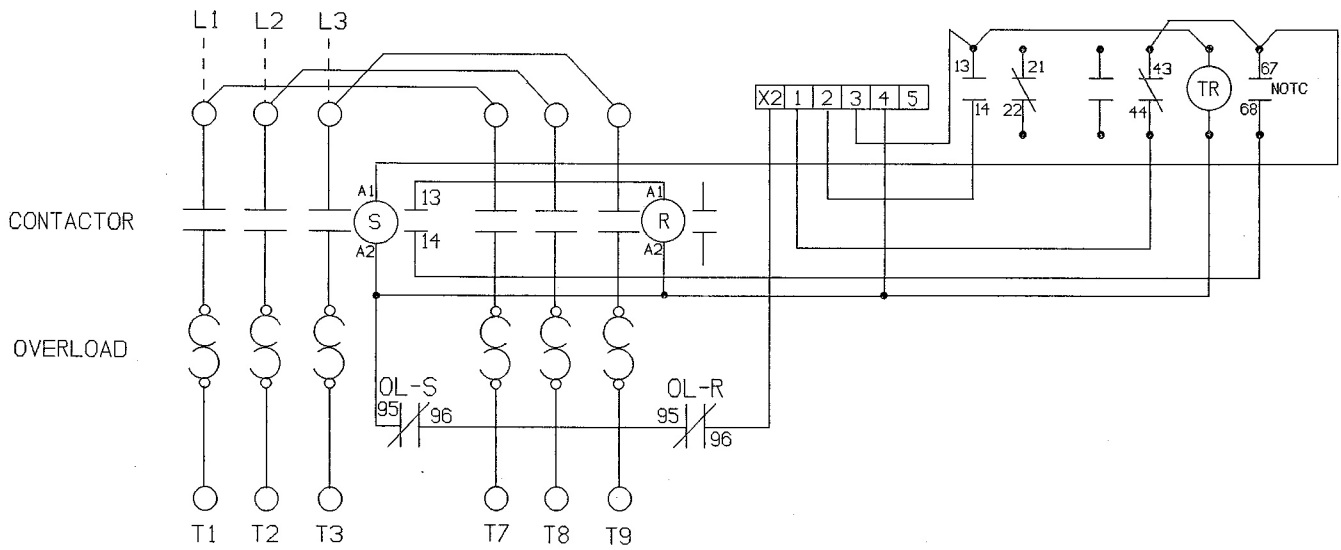 L1 L2 L3
13 21 43 67
X2 1 2 3 4 5
TR NOTC
14 22 44 68
A1 13 A1
CONTACTOR S R
14
A2 A2
OVERLOAD
OL-S OL-R
95 96 95 96
T1 T2 T3 T7 T8 T9